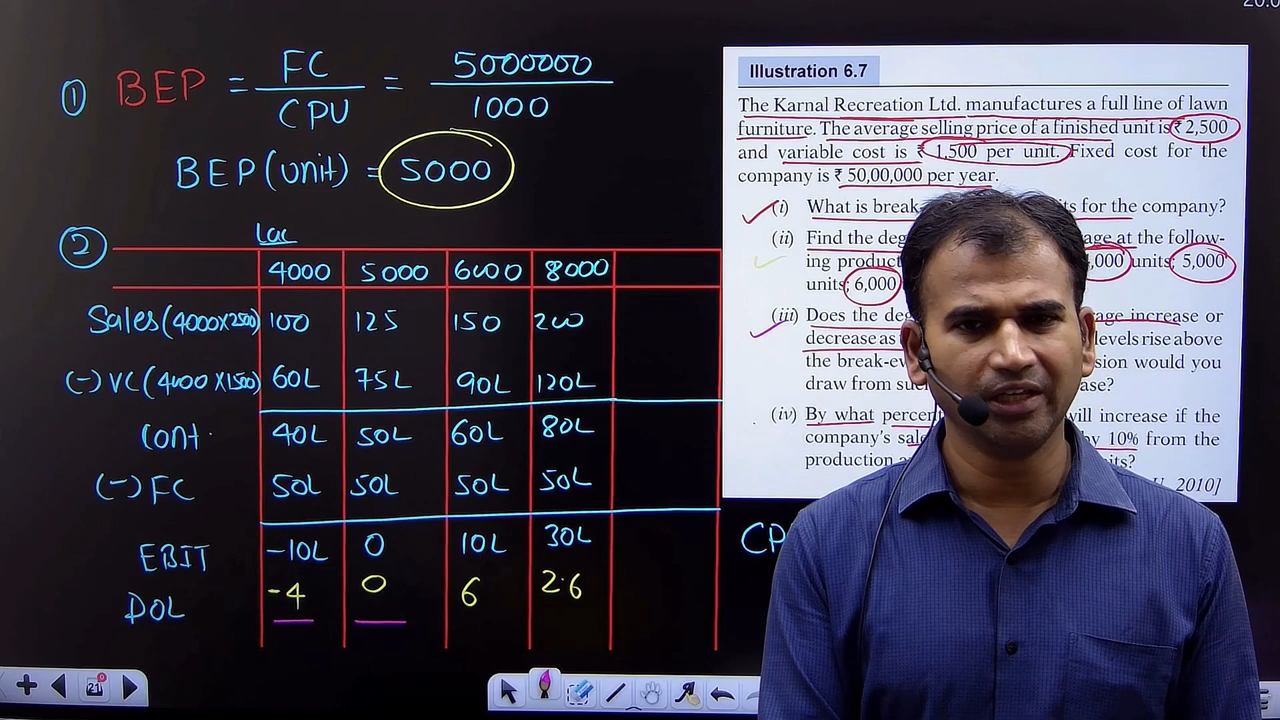 ① BEP = FC / CPU = 5000000 / 1000
BEP (unit) = 5000
②
Lac
4000 5000 6000 8000
Sales (4000×2500) 100 125 150 200
(-) VC (4000×1500) 60L 75L 90L 120L
Cont. 40L 50L 60L 80L
(-) FC 50L 50L 50L 50L
EBIT -10L 0 10L 30L
DOL -4 0 6 2.6
Illustration 6.7
The Karnal Recreation Ltd. manufactures a full line of lawn
furniture. The average selling price of a finished unit is ₹ 2,500
and variable cost is ₹ 1,500 per unit. Fixed cost for the
company is ₹ 50,00,000 per year.
(i) What is break- its for the company?
(ii) Find the deg age at the follow-
ing product ,000 units; 5,000
units; 6,000
(iii) Does the deg age increase or
decrease as levels rise above
the break-ev sion would you
draw from su ase?
(iv) By what percent will increase if the
company's sal by 10% from the
production a its?
2010]
CP
21